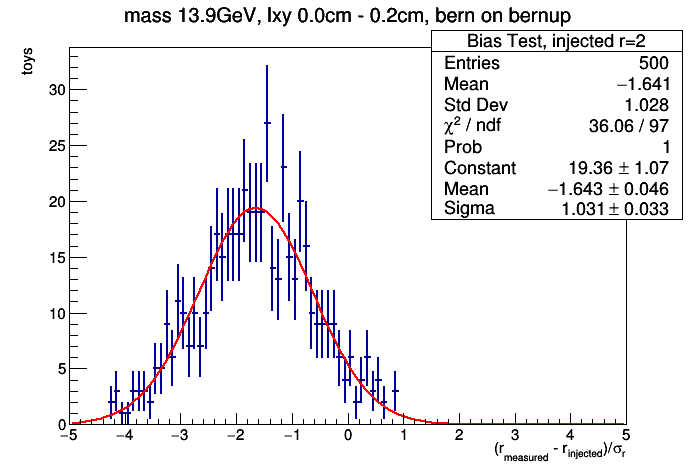 mass 13.9GeV, lxy 0.0cm - 0.2cm, bern on bernup
toys
Bias Test, injected r=2
Entries 500
Mean −1.641
Std Dev 1.028
χ² / ndf 36.06 / 97
Prob 1
Constant 19.36 ± 1.07
Mean −1.643 ± 0.046
Sigma 1.031 ± 0.033
30
25
20
15
10
5
0
−5 −4 −3 −2 −1 0 1 2 3 4 5
(r_measured - r_injected)/σ_r